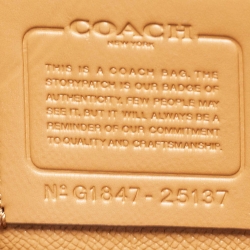 COACH
NEW YORK
THIS IS A COACH BAG. THE
STORYPATCH IS OUR BADGE OF
AUTHENTICITY. FEW PEOPLE MAY
SEE IT. BUT IT WILL ALWAYS BE A
REMINDER OF OUR COMMITMENT
TO QUALITY AND CRAFTSMANSHIP.
Nº G1847-25137